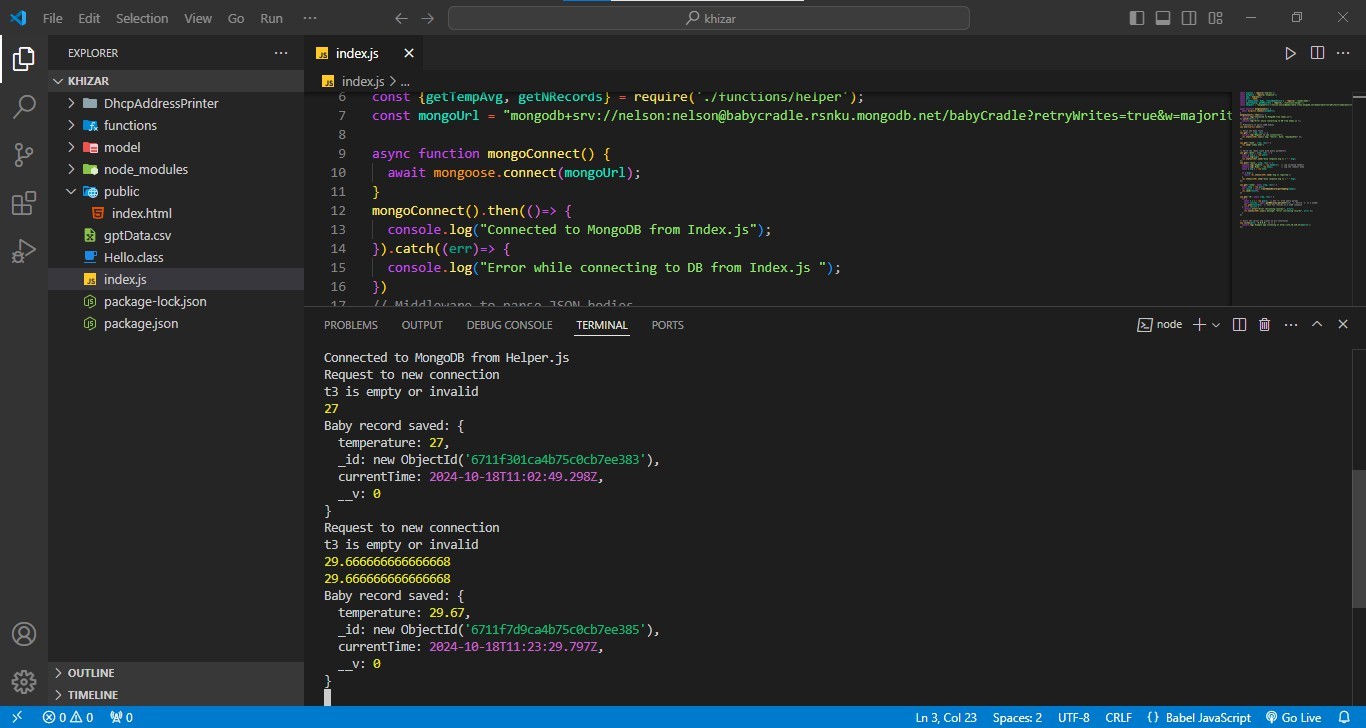 File Edit Selection View Go Run ···
khizar
EXPLORER ···
KHIZAR
DhcpAddressPrinter
functions
model
node_modules
public
index.html
gptData.csv
Hello.class
JS index.js
package-lock.json
package.json
OUTLINE
TIMELINE
JS index.js
JS index.js > ...
6 const {getTempAvg, getNRecords} = require('./functions/helper');
7 const mongoUrl = "mongodb+srv://nelson:nelson@babycradle.rsnku.mongodb.net/babyCradle?retryWrites=true&w=majorit
8
9 async function mongoConnect() {
10 await mongoose.connect(mongoUrl);
11 }
12 mongoConnect().then(()=> {
13 console.log("Connected to MongoDB from Index.js");
14 }).catch((err)=> {
15 console.log("Error while connecting to DB from Index.js ");
16 })
17 // Middleware to parse JSON bodies
PROBLEMS OUTPUT DEBUG CONSOLE TERMINAL PORTS
node
Connected to MongoDB from Helper.js
Request to new connection
t3 is empty or invalid
27
Baby record saved: {
temperature: 27,
_id: new ObjectId('6711f301ca4b75c0cb7ee383'),
currentTime: 2024-10-18T11:02:49.298Z,
__v: 0
}
Request to new connection
t3 is empty or invalid
29.666666666666668
29.666666666666668
Baby record saved: {
temperature: 29.67,
_id: new ObjectId('6711f7d9ca4b75c0cb7ee385'),
currentTime: 2024-10-18T11:23:29.797Z,
__v: 0
}
0 0 0
Ln 3, Col 23 Spaces: 2 UTF-8 CRLF {} Babel JavaScript Go Live